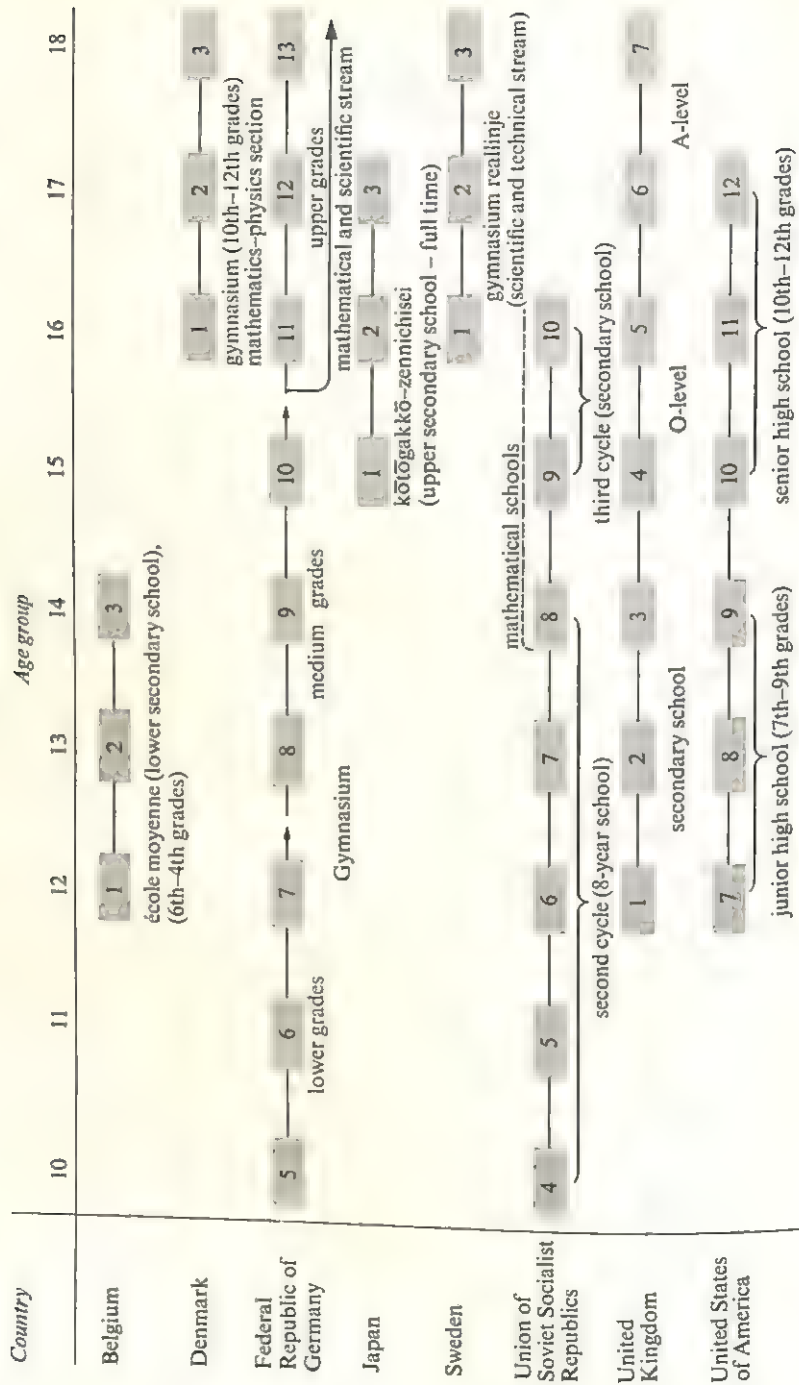 Country
Age group
10 11 12 13 14 15 16 17 18
Belgium
1 2 3
école moyenne (lower secondary school),
(6th–4th grades)
Denmark
1 2 3
gymnasium (10th–12th grades)
mathematics–physics section
Federal
Republic of
Germany
5 6 7 8 9 10 11 12 13
lower grades
medium grades
upper grades
Gymnasium
mathematical and scientific stream
Japan
1 2 3
kōtōgakkō–zennichisei
(upper secondary school – full time)
Sweden
1 2 3
gymnasium reallinje
(scientific and technical stream)
mathematical schools
Union of
Soviet Socialist
Republics
4 5 6 7 8 9 10
second cycle (8-year school)
third cycle (secondary school)
United
Kingdom
1 2 3 4 5 6 7
secondary school
O-level
A-level
United States
of America
7 8 9 10 11 12
junior high school (7th–9th grades)
senior high school (10th–12th grades)